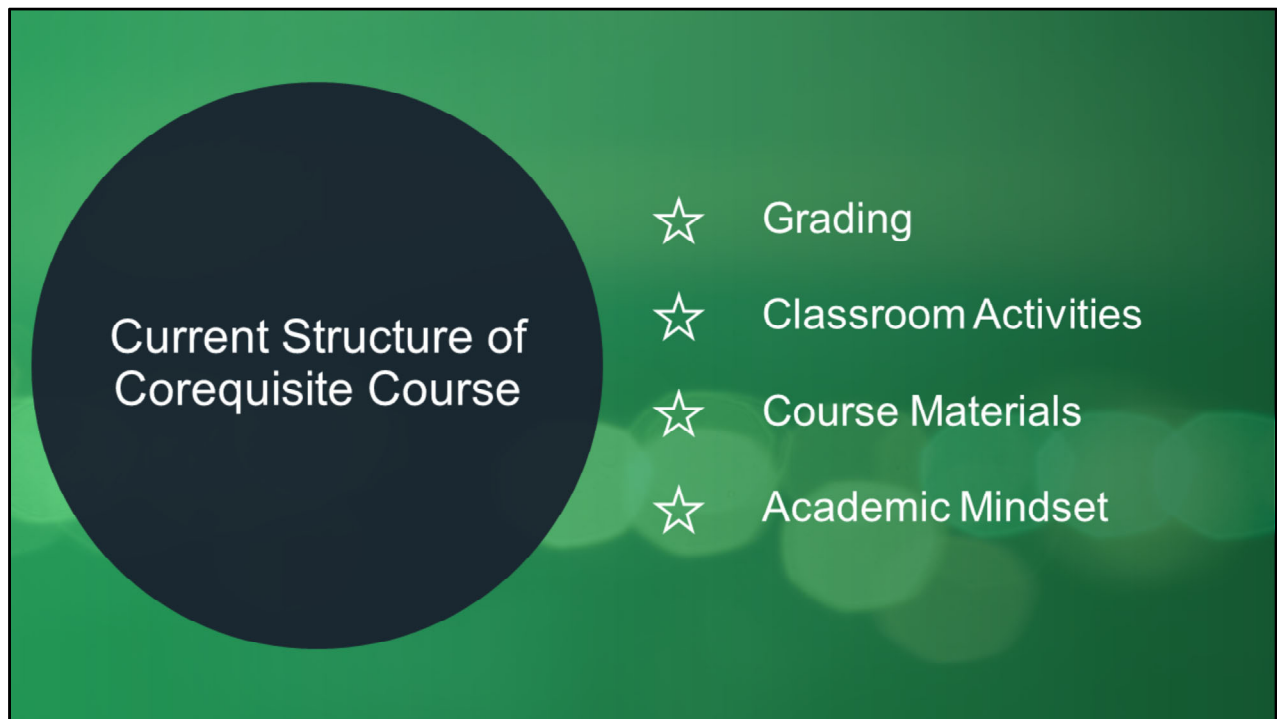 Current Structure of
Corequisite Course
Grading
Classroom Activities
Course Materials
Academic Mindset